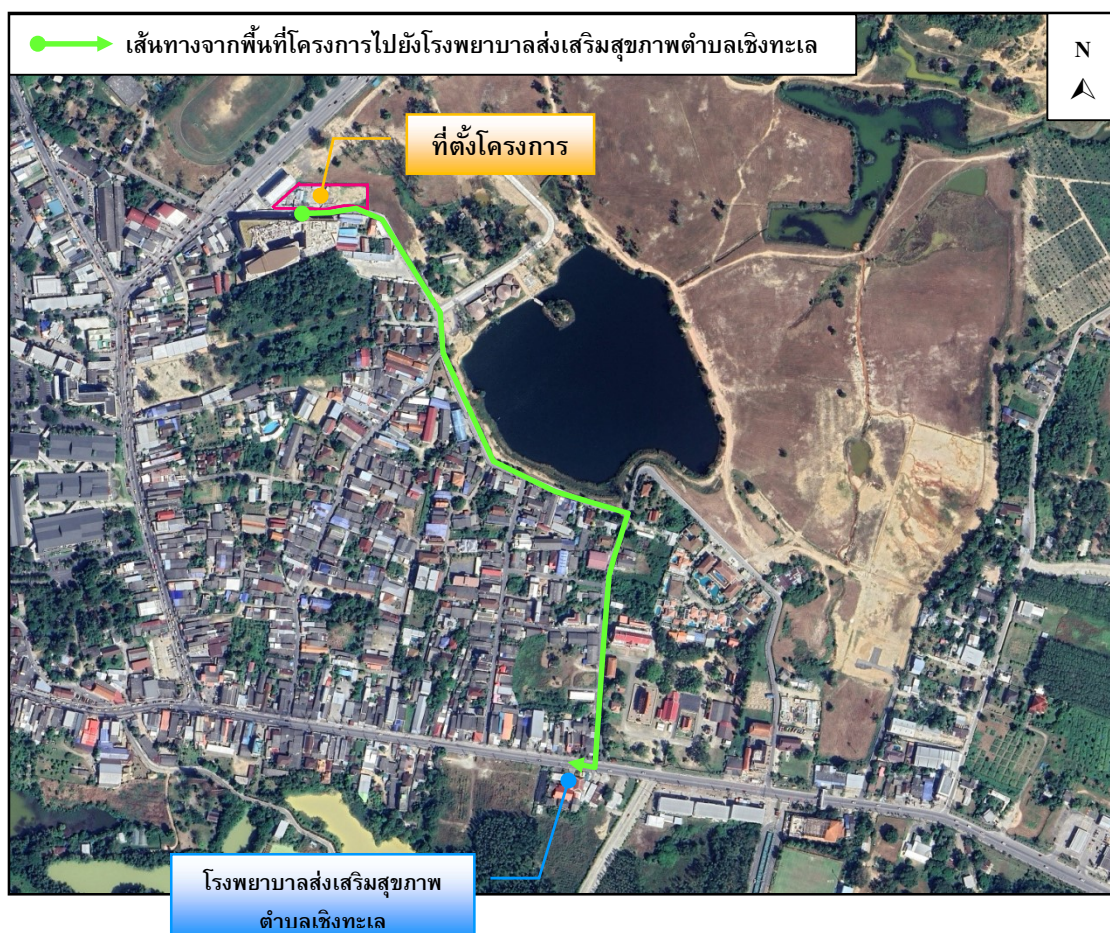 เส้นทางจากพื้นที่โครงการไปยังโรงพยาบาลส่งเสริมสุขภาพตำบลเชิงทะเล
N
ที่ตั้งโครงการ
โรงพยาบาลส่งเสริมสุขภาพ
ตำบลเชิงทะเล